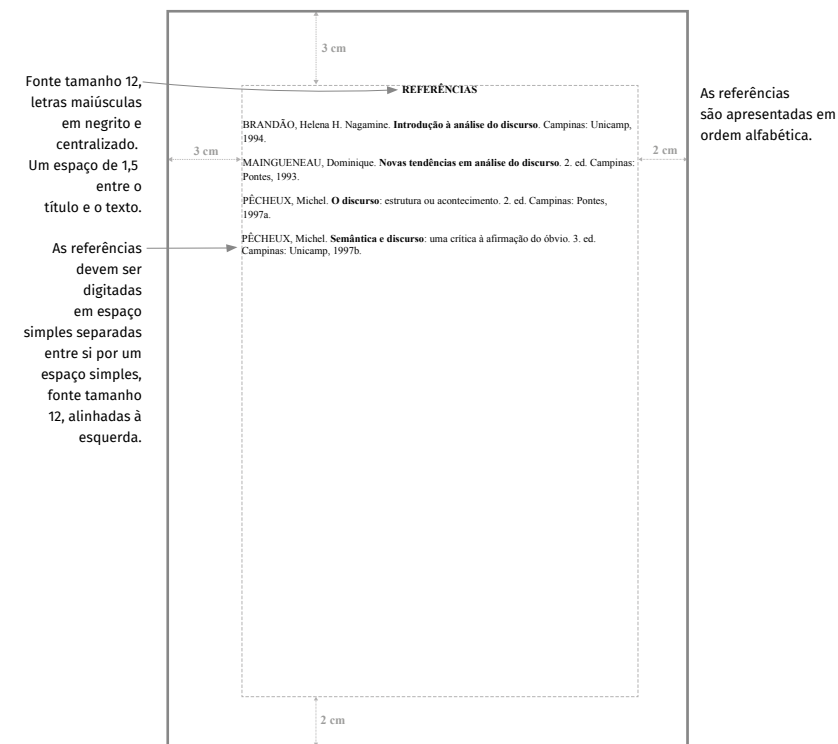 3 cm
Fonte tamanho 12,
letras maiúsculas
em negrito e
centralizado.
Um espaço de 1,5
entre o
título e o texto.
REFERÊNCIAS
As referências
são apresentadas em
ordem alfabética.
BRANDÃO, Helena H. Nagamine. Introdução à análise do discurso. Campinas: Unicamp,
1994.
3 cm
2 cm
MAINGUENEAU, Dominique. Novas tendências em análise do discurso. 2. ed. Campinas:
Pontes, 1993.
PÊCHEUX, Michel. O discurso: estrutura ou acontecimento. 2. ed. Campinas: Pontes,
1997a.
As referências
devem ser
digitadas
em espaço
simples separadas
entre si por um
espaço simples,
fonte tamanho
12, alinhadas à
esquerda.
PÊCHEUX, Michel. Semântica e discurso: uma crítica à afirmação do óbvio. 3. ed.
Campinas: Unicamp, 1997b.
2 cm